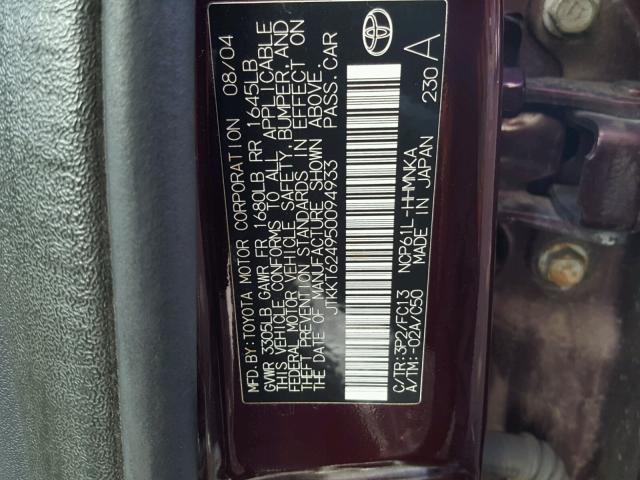 MFD. BY: TOYOTA MOTOR CORPORATION 08/04
GVWR 3305LB GAWR FR 1680LB RR 1645LB
THIS VEHICLE CONFORMS TO ALL APPLICABLE
FEDERAL MOTOR VEHICLE SAFETY, BUMPER, AND
THEFT PREVENTION STANDARDS IN EFFECT ON
THE DATE OF MANUFACTURE SHOWN ABOVE.
JTKKT624950094933 PASS. CAR
C/TR:3P2/FC13 NCP61L-HHMNKA
A/TM:-02A/C50 MADE IN JAPAN 230 A